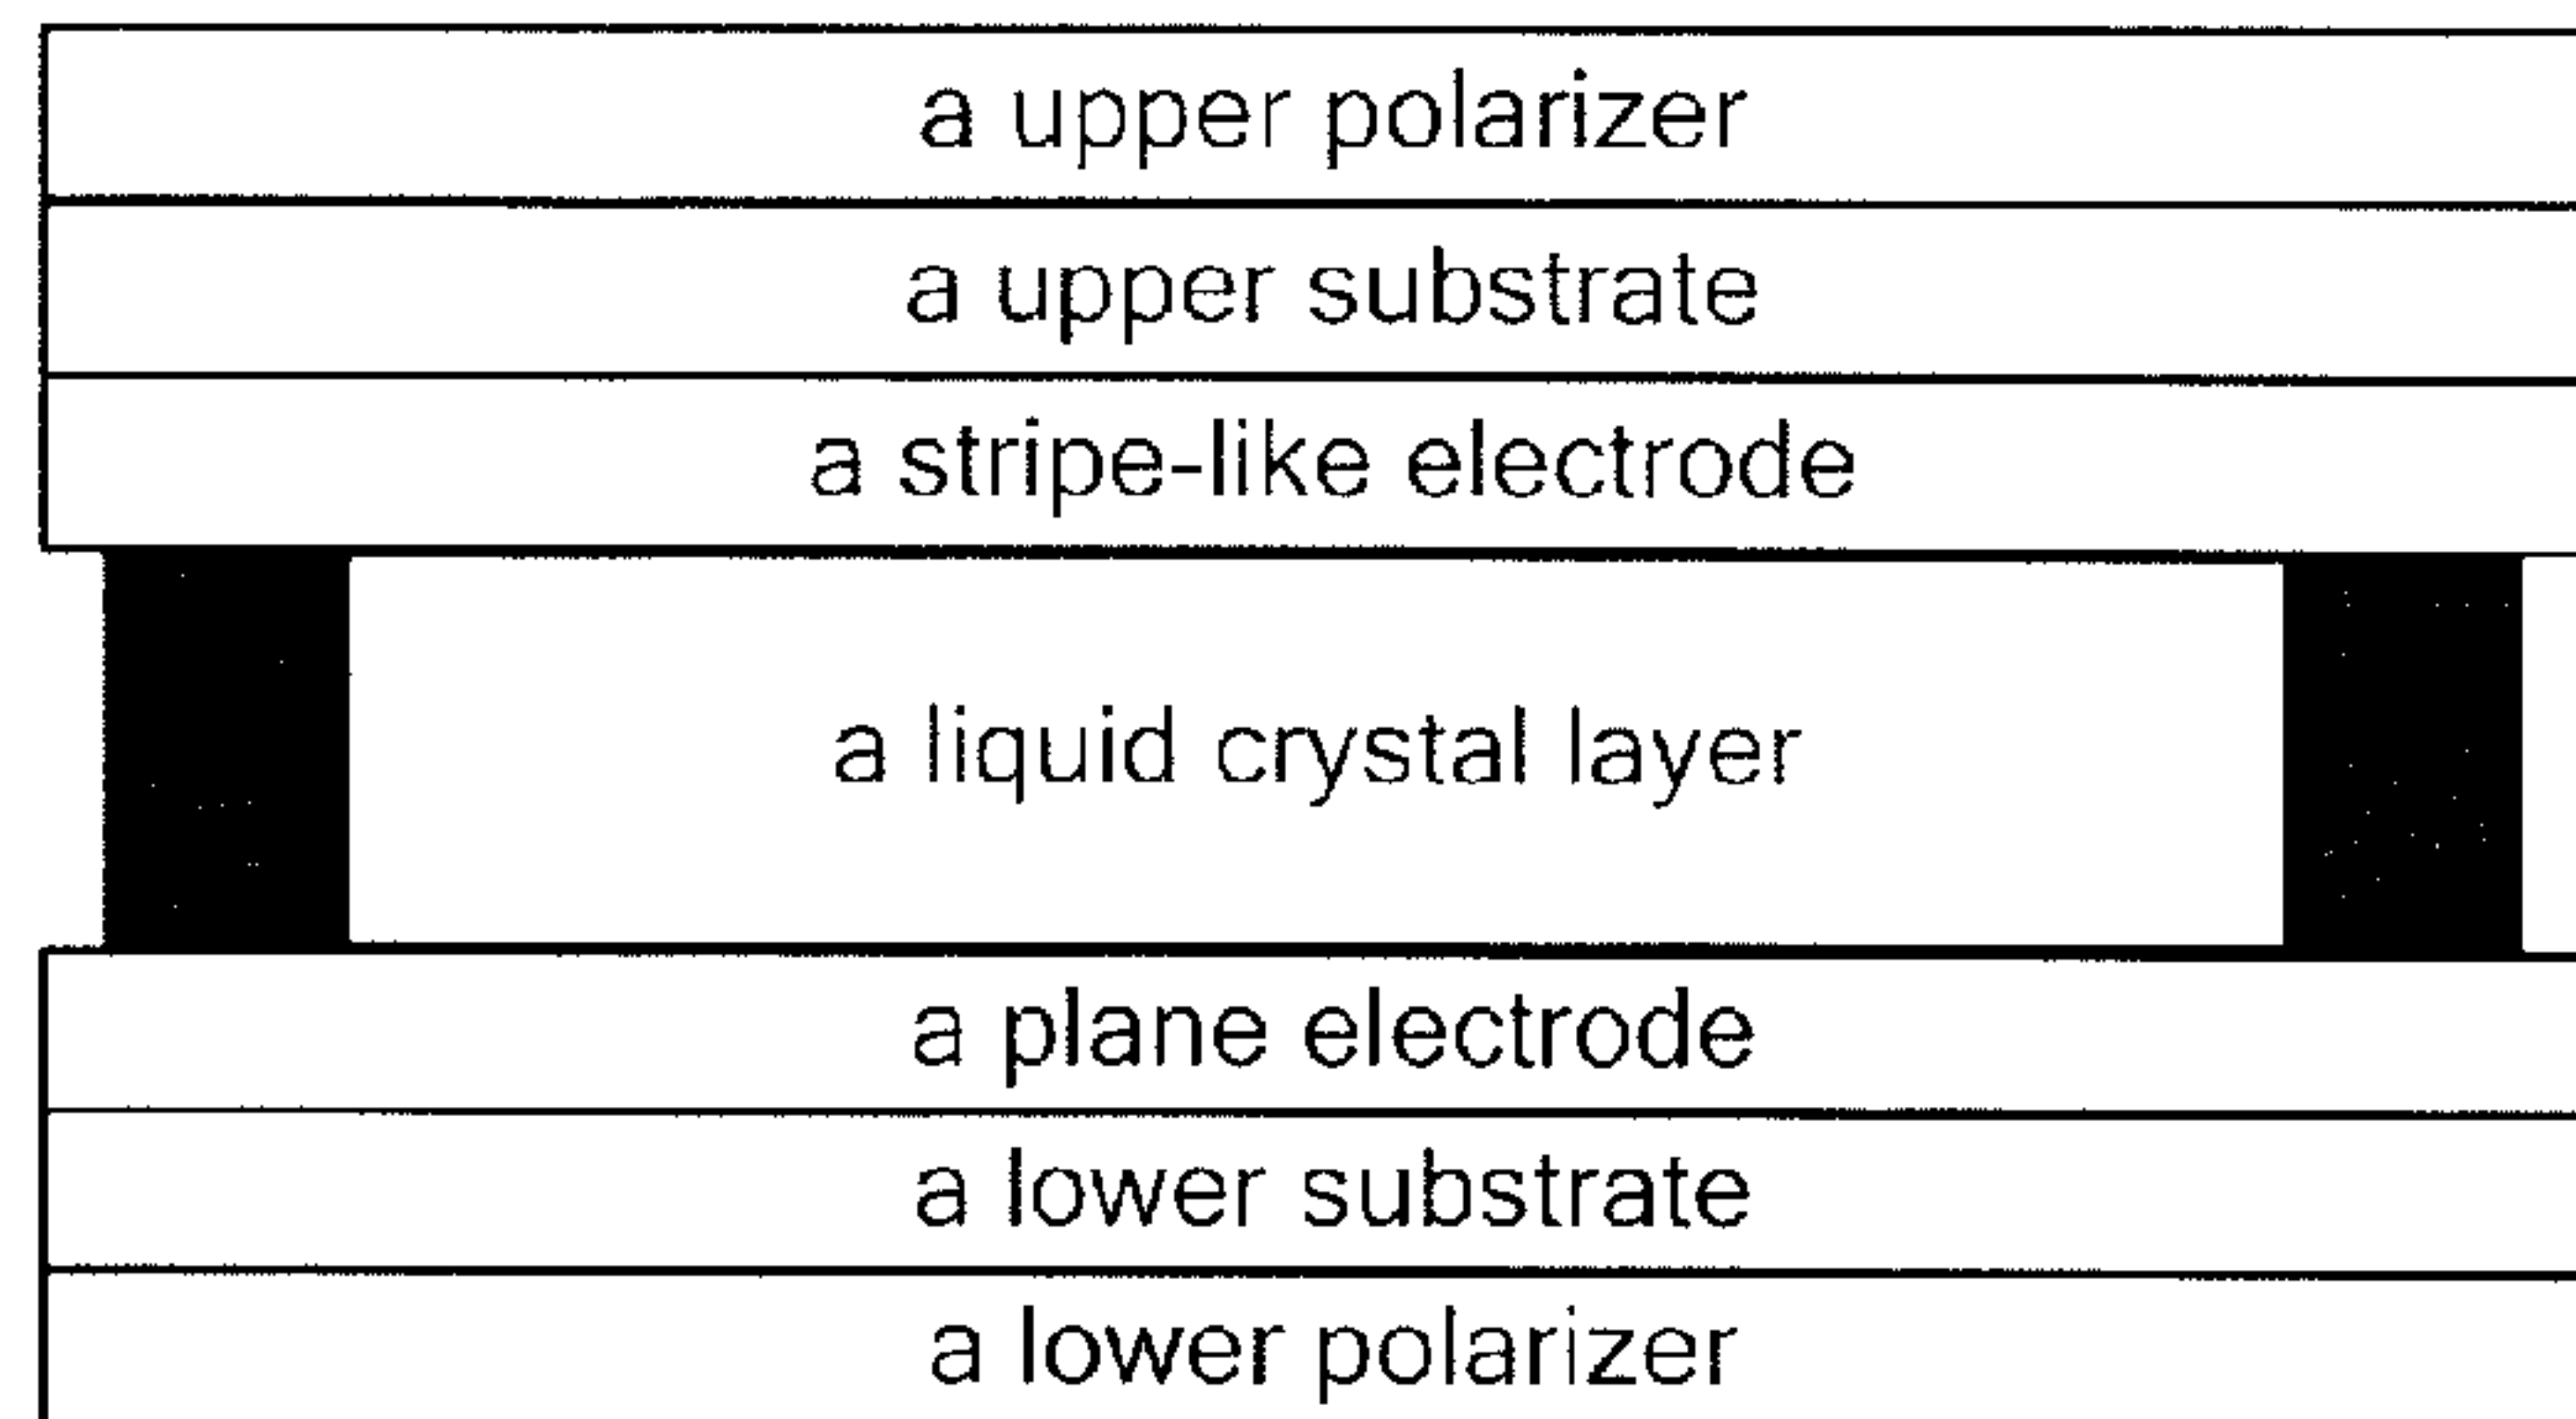 a upper polarizer
a upper substrate
a stripe-like electrode
a liquid crystal layer
a plane electrode
a lower substrate
a lower polarizer